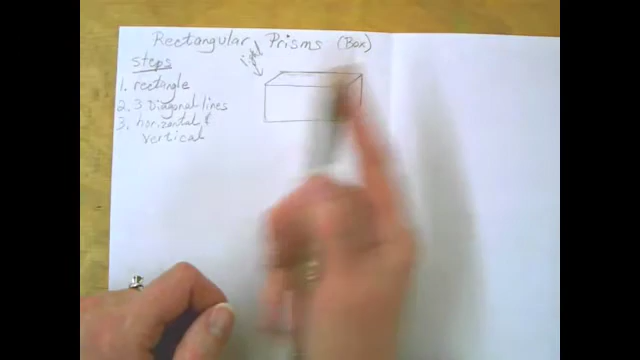 Rectangular Prisms (Box)
Steps
1. rectangle
2. 3 Diagonal lines
3. horizontal &
vertical